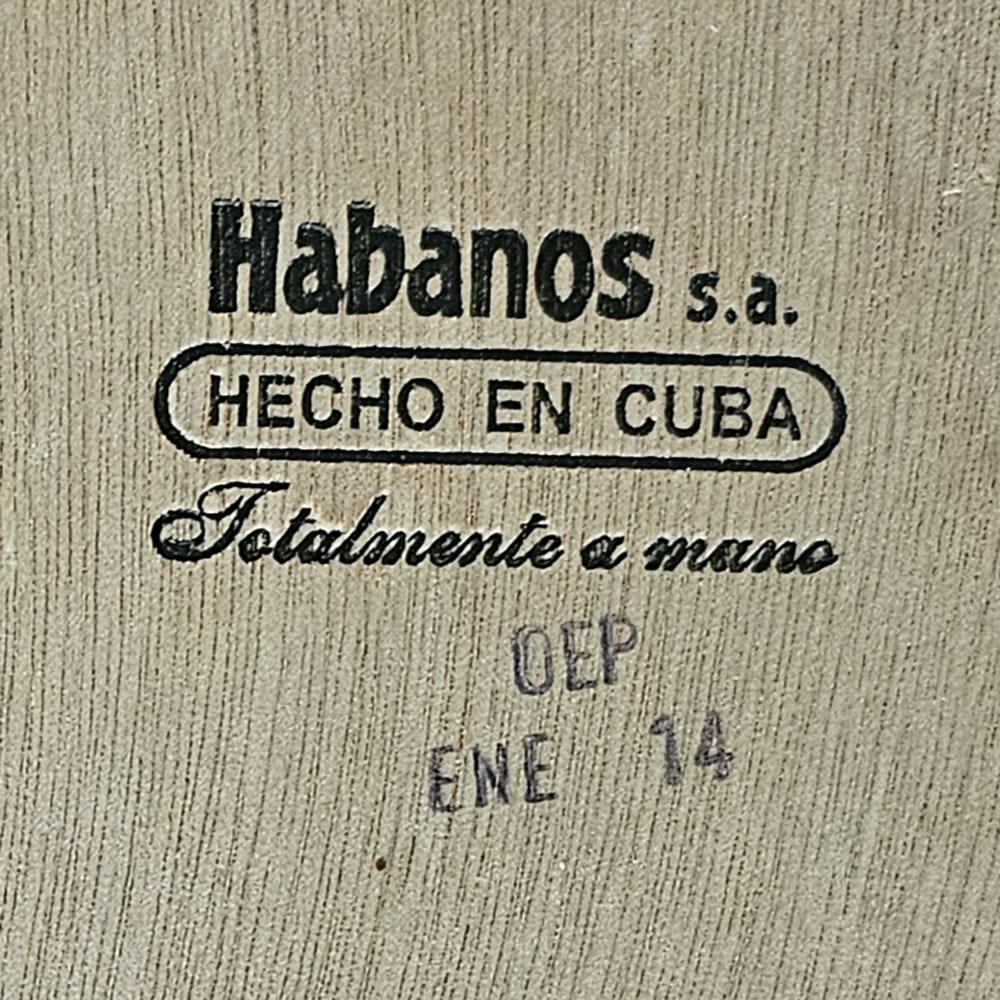 Habanos s.a.
HECHO EN CUBA
Totalmente a mano
OEP
ENE 14